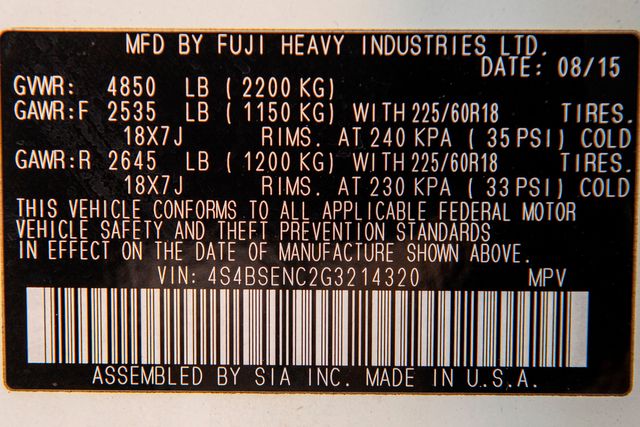 MFD BY FUJI HEAVY INDUSTRIES LTD.
DATE: 08/15
GVWR: 4850 LB ( 2200 KG)
GAWR:F 2535 LB ( 1150 KG) WITH 225/60R18 TIRES.
18X7J RIMS. AT 240 KPA ( 35 PSI) COLD
GAWR:R 2645 LB ( 1200 KG) WITH 225/60R18 TIRES.
18X7J RIMS. AT 230 KPA ( 33 PSI) COLD
THIS VEHICLE CONFORMS TO ALL APPLICABLE FEDERAL MOTOR
VEHICLE SAFETY AND THEFT PREVENTION STANDARDS
IN EFFECT ON THE DATE OF MANUFACTURE SHOWN ABOVE.
VIN: 4S4BSENC2G3214320 MPV
ASSEMBLED BY SIA INC. MADE IN U.S.A.